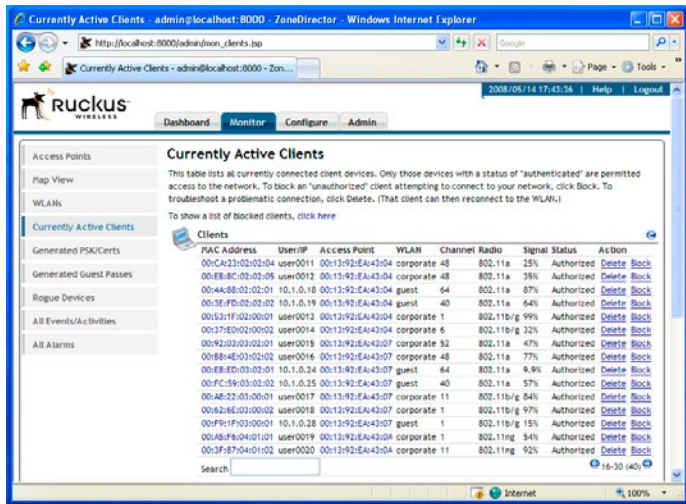 Currently Active Clients - admin@localhost:8000 - ZoneDirector - Windows Internet Explorer
http://localhost:8000/admin/mon_clients.jsp
Google
Currently Active Clients - admin@localhost:8000 - Zon...
Page
Tools
2008/05/14 17:43:36 | Help | Logout
RUCKUS
WIRELESS
Dashboard Monitor Configure Admin
Access Points
Map View
WLANs
Currently Active Clients
Generated PSK/Certs
Generated Guest Passes
Rogue Devices
All Events/Activities
All Alarms
Currently Active Clients
This table lists all currently connected client devices. Only those devices with a status of "authenticated" are permitted
access to the network. To block an "unauthorized" client attempting to connect to your network, click Block. To
troubleshoot a problematic connection, click Delete. (That client can then reconnect to the WLAN.)
To show a list of blocked clients, click here
Clients
MAC Address User/IP Access Point WLAN Channel Radio Signal Status Action
00:CA:23:02:02:04 user0011 00:13:92:EA:43:04 corporate 48 802.11a 25% Authorized Delete Block
00:EB:8C:02:02:05 user0012 00:13:92:EA:43:04 corporate 48 802.11a 35% Authorized Delete Block
00:4A:88:02:02:01 10.1.0.18 00:13:92:EA:43:04 guest 64 802.11a 87% Authorized Delete Block
00:3E:FD:02:02:02 10.1.0.19 00:13:92:EA:43:04 guest 40 802.11a 64% Authorized Delete Block
00:53:1F:02:00:01 user0013 00:13:92:EA:43:04 corporate 1 802.11b/g 99% Authorized Delete Block
00:37:E0:02:00:02 user0014 00:13:92:EA:43:04 corporate 6 802.11b/g 32% Authorized Delete Block
00:92:03:03:02:01 user0015 00:13:92:EA:43:07 corporate 52 802.11a 47% Authorized Delete Block
00:B8:4E:03:02:02 user0016 00:13:92:EA:43:07 corporate 48 802.11a 77% Authorized Delete Block
00:E8:ED:03:02:01 10.1.0.24 00:13:92:EA:43:07 guest 64 802.11a 9.9% Authorized Delete Block
00:FC:59:03:02:02 10.1.0.25 00:13:92:EA:43:07 guest 40 802.11a 57% Authorized Delete Block
00:A8:22:03:00:01 user0017 00:13:92:EA:43:07 corporate 11 802.11b/g 84% Authorized Delete Block
00:62:6E:03:00:02 user0018 00:13:92:EA:43:07 corporate 1 802.11b/g 97% Authorized Delete Block
00:F9:1F:03:00:01 10.1.0.28 00:13:92:EA:43:07 guest 1 802.11b/g 15% Authorized Delete Block
00:A5:F6:04:01:01 user0019 00:13:92:EA:43:0A corporate 1 802.11ng 54% Authorized Delete Block
00:3F:87:04:01:02 user0020 00:13:92:EA:43:0A corporate 11 802.11ng 92% Authorized Delete Block
Search
16-30 (40)
Internet
100%